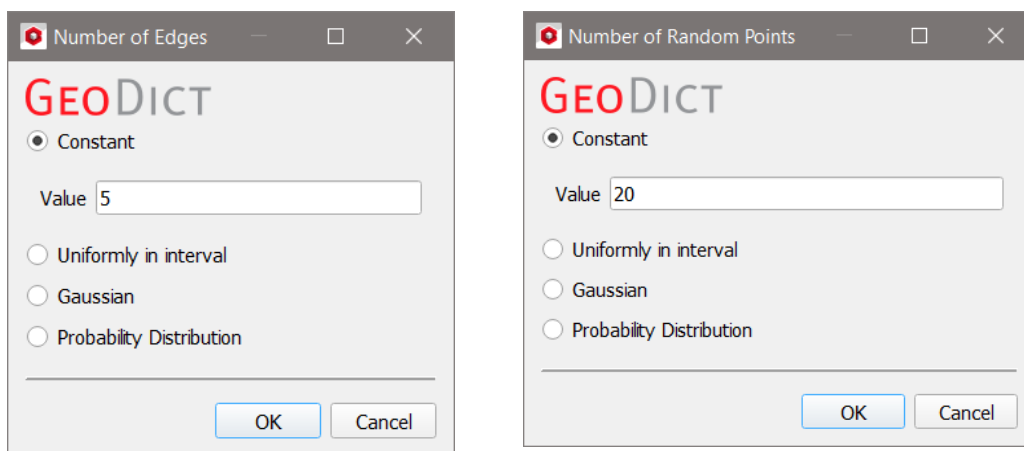 Number of Edges
GEODICT
Constant
Value 5
Uniformly in interval
Gaussian
Probability Distribution
OK Cancel
Number of Random Points
GEODICT
Constant
Value 20
Uniformly in interval
Gaussian
Probability Distribution
OK Cancel